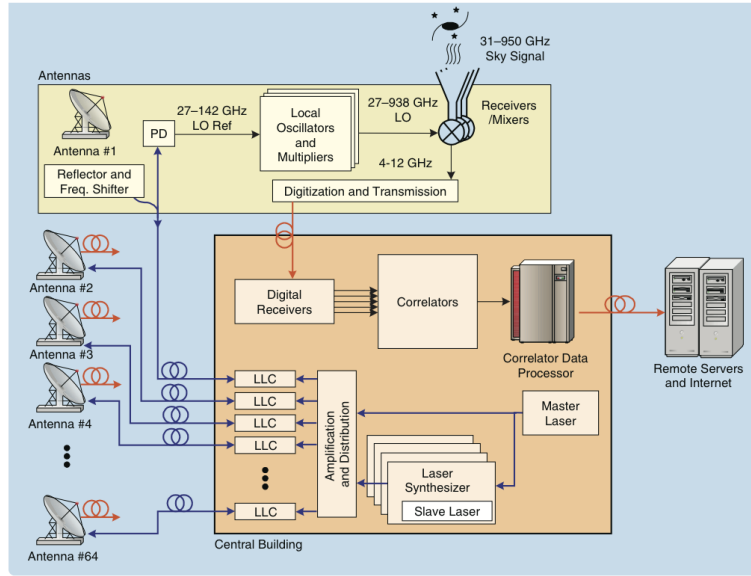 31–950 GHz
Sky Signal
Antennas
Antenna #1
PD
27–142 GHz
LO Ref
Local
Oscillators
and
Multipliers
27–938 GHz
LO
Receivers
/Mixers
4-12 GHz
Reflector and
Freq. Shifter
Digitization and Transmission
Antenna #2
Antenna #3
Antenna #4
Antenna #64
Digital
Receivers
Correlators
Correlator Data
Processor
Remote Servers
and Internet
LLC
LLC
LLC
LLC
LLC
Amplification
and Distribution
Master
Laser
Laser
Synthesizer
Slave Laser
Central Building